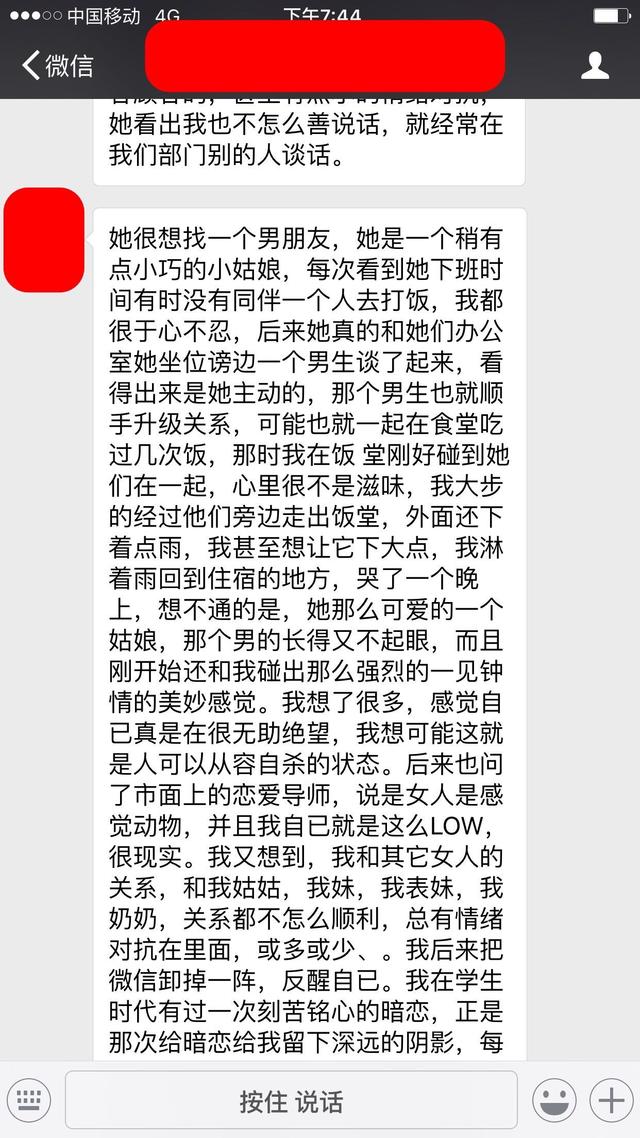 中国移动 4G 下午7:44
微信
她看出我也不怎么善说话，就经常在
我们部门别的人谈话。
她很想找一个男朋友，她是一个稍有
点小巧的小姑娘，每次看到她下班时
间有时没有同伴一个人去打饭，我都
很于心不忍，后来她真的和她们办公
室她坐位谤边一个男生谈了起来，看
得出来是她主动的，那个男生也就顺
手升级关系，可能也就一起在食堂吃
过几次饭，那时我在饭 堂刚好碰到她
们在一起，心里很不是滋味，我大步
的经过他们旁边走出饭堂，外面还下
着点雨，我甚至想让它下大点，我淋
着雨回到住宿的地方，哭了一个晚
上，想不通的是，她那么可爱的一个
姑娘，那个男的长得又不起眼，而且
刚开始还和我碰出那么强烈的一见钟
情的美妙感觉。我想了很多，感觉自
已真是在很无助绝望，我想可能这就
是人可以从容自杀的状态。后来也问
了市面上的恋爱导师，说是女人是感
觉动物，并且我自已就是这么LOW，
很现实。我又想到，我和其它女人的
关系，和我姑姑，我妹，我表妹，我
奶奶，关系都不怎么顺利，总有情绪
对抗在里面，或多或少、。我后来把
微信卸掉一阵，反醒自已。我在学生
时代有过一次刻苦铭心的暗恋，正是
那次给暗恋给我留下深远的阴影，每
按住 说话